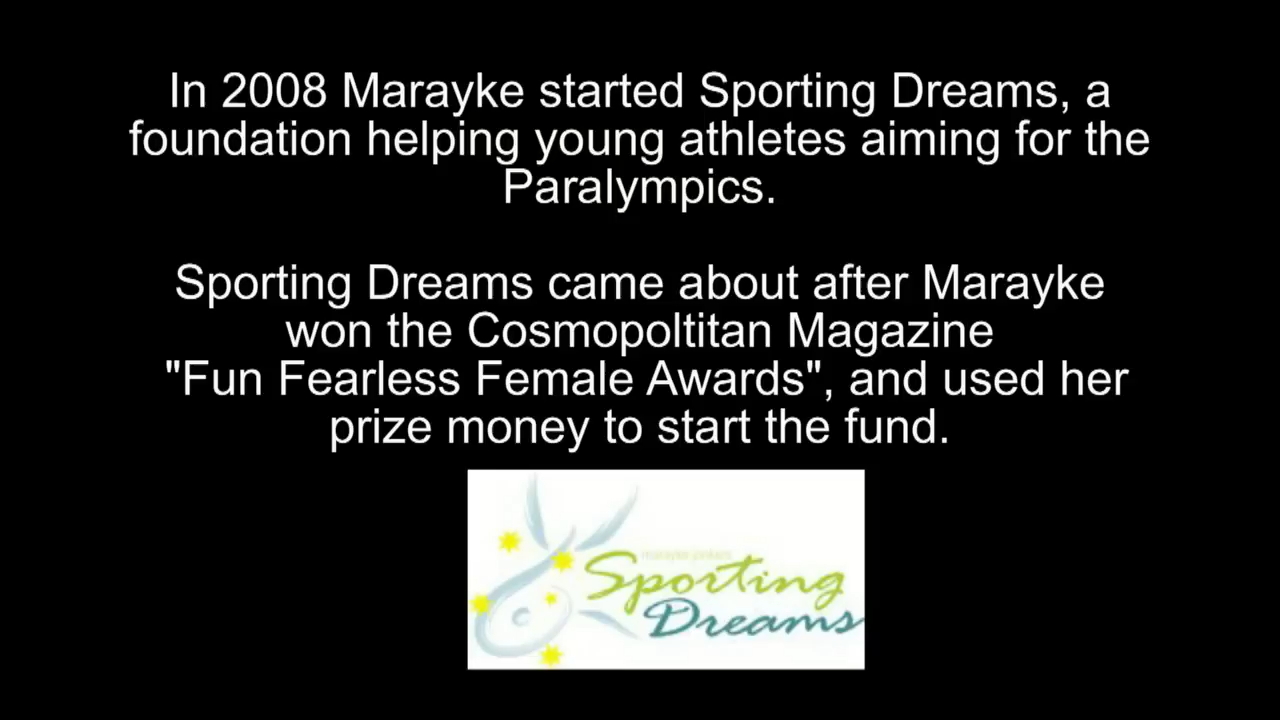 In 2008 Marayke started Sporting Dreams, a
foundation helping young athletes aiming for the
Paralympics.
Sporting Dreams came about after Marayke
won the Cosmopoltitan Magazine
"Fun Fearless Female Awards", and used her
prize money to start the fund.
Sporting
Dreams